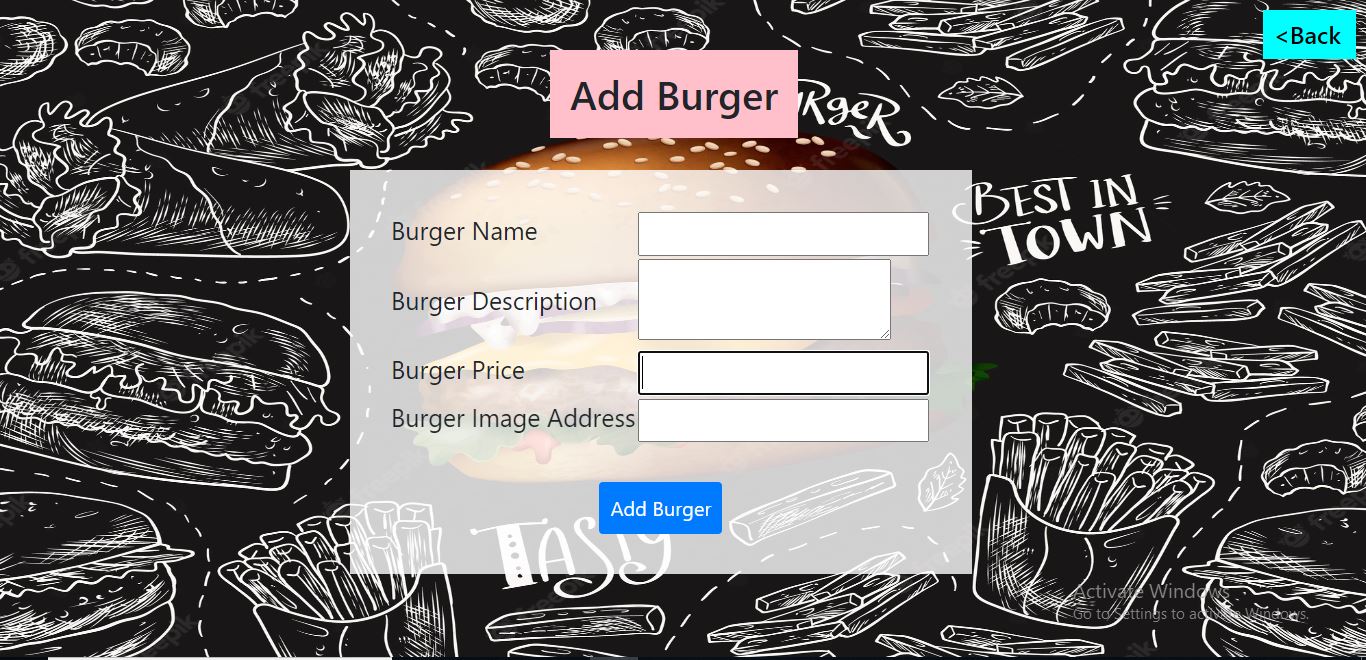 <Back
Add Burger
BURGER
BEST IN
TOWN
Burger Name
Burger Description
Burger Price
Burger Image Address
Add Burger
TASTY
Activate Windows
Go to Settings to activate Windows.